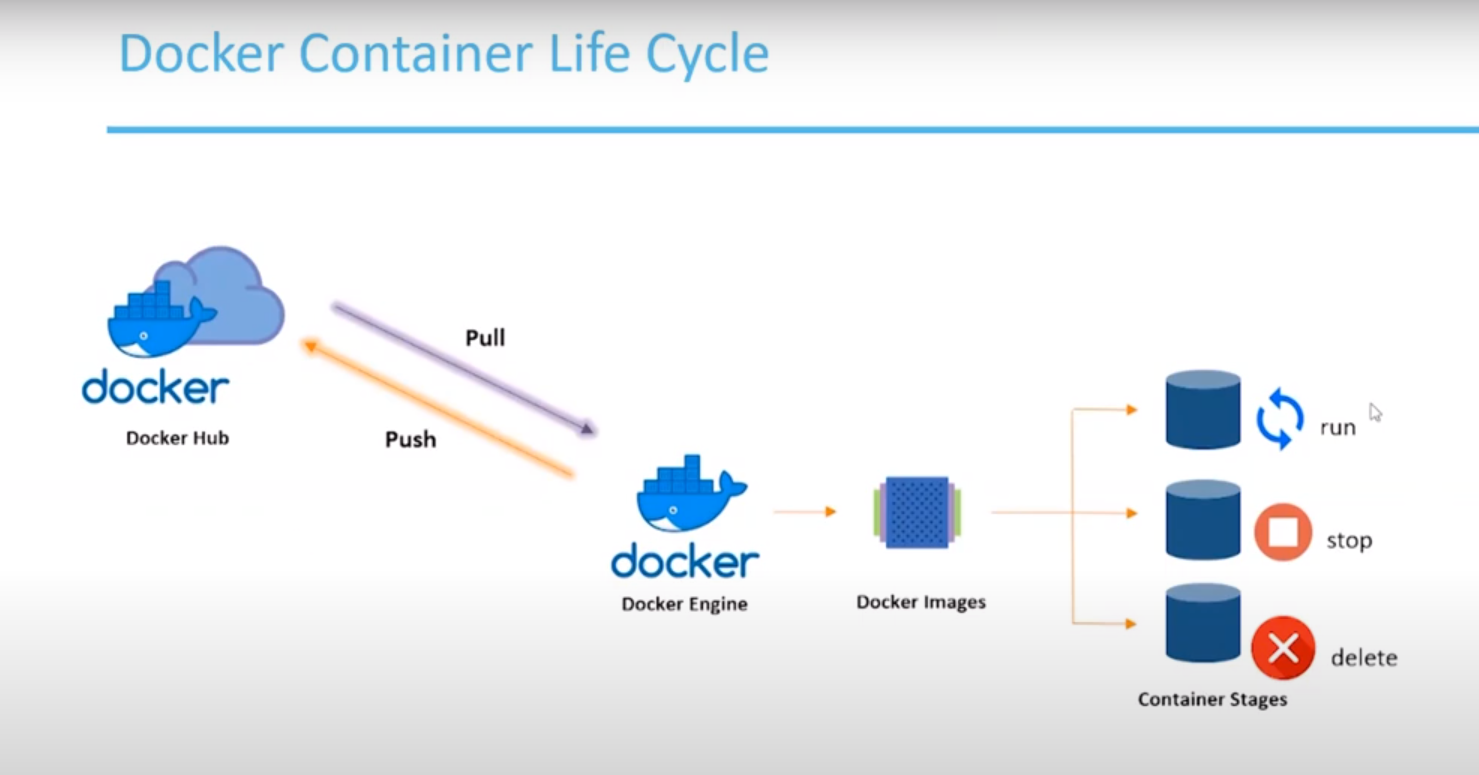 Docker Container Life Cycle
docker
Docker Hub
Pull
Push
docker
Docker Engine
Docker Images
run
stop
delete
Container Stages